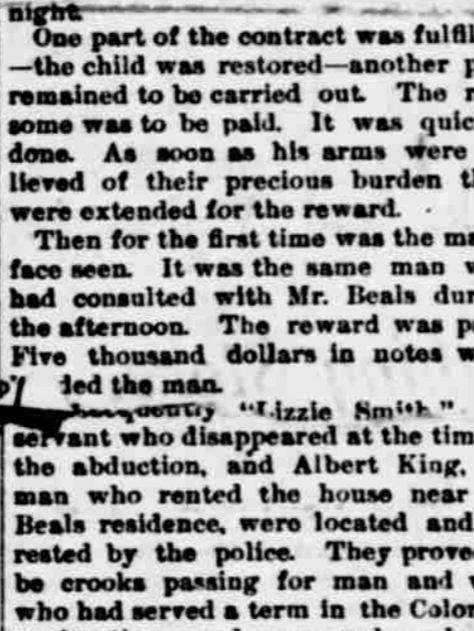 night.
One part of the contract was fulfil
—the child was restored—another p
remained to be carried out. The r
some was to be paid. It was quic
done. As soon as his arms were
lieved of their precious burden th
were extended for the reward.
Then for the first time was the ma
face seen. It was the same man w
had consulted with Mr. Beals dur
the afternoon. The reward was p
Five thousand dollars in notes w
ded the man.
"Lizzie Smith"
servant who disappeared at the tim
the abduction, and Albert King,
man who rented the house near
Beals residence, were located and
rested by the police. They prove
be crooks passing for man and w
who had served a term in the Color